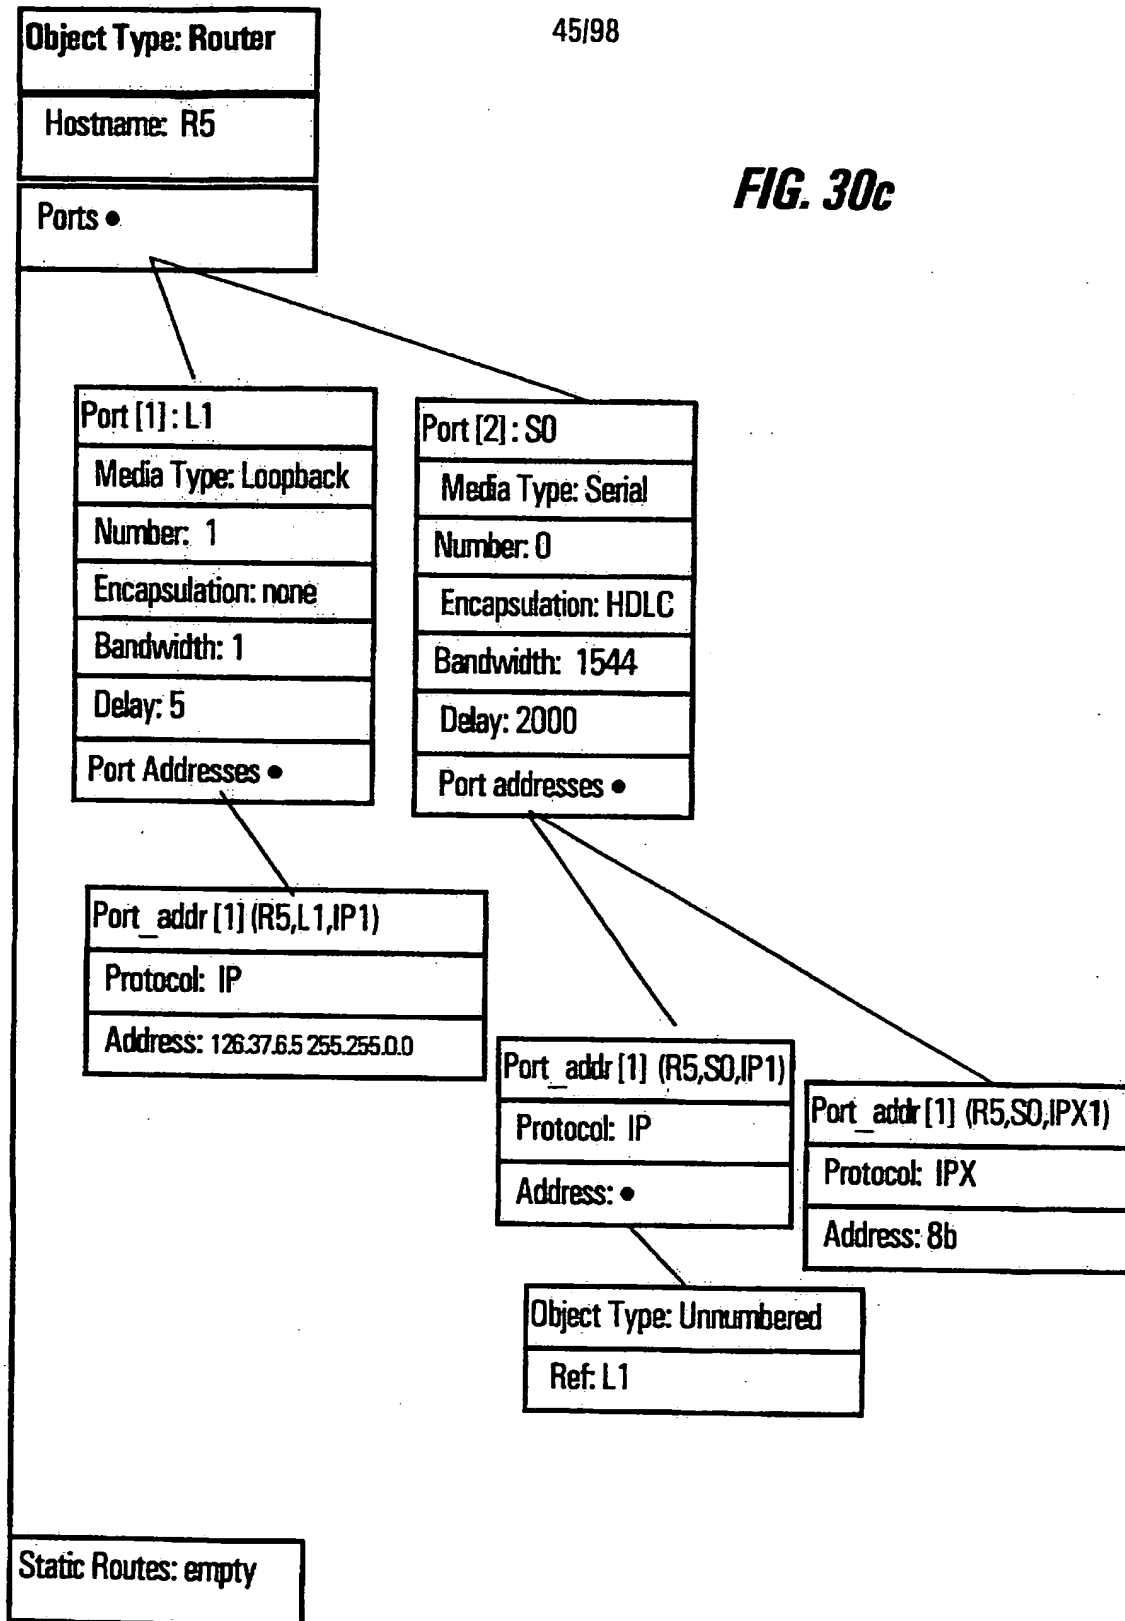 45/98
Object Type: Router
Hostname: R5
Ports •
FIG. 30c
Port [1] : L1
Media Type: Loopback
Number: 1
Encapsulation: none
Bandwidth: 1
Delay: 5
Port Addresses •
Port [2] : S0
Media Type: Serial
Number: 0
Encapsulation: HDLC
Bandwidth: 1544
Delay: 2000
Port addresses •
Port_addr [1] (R5,L1,IP1)
Protocol: IP
Address: 126.37.6.5 255.255.0.0
Port_addr [1] (R5,S0,IP1)
Protocol: IP
Address: •
Port_addr [1] (R5,S0,IPX1)
Protocol: IPX
Address: 8b
Object Type: Unnumbered
Ref: L1
Static Routes: empty